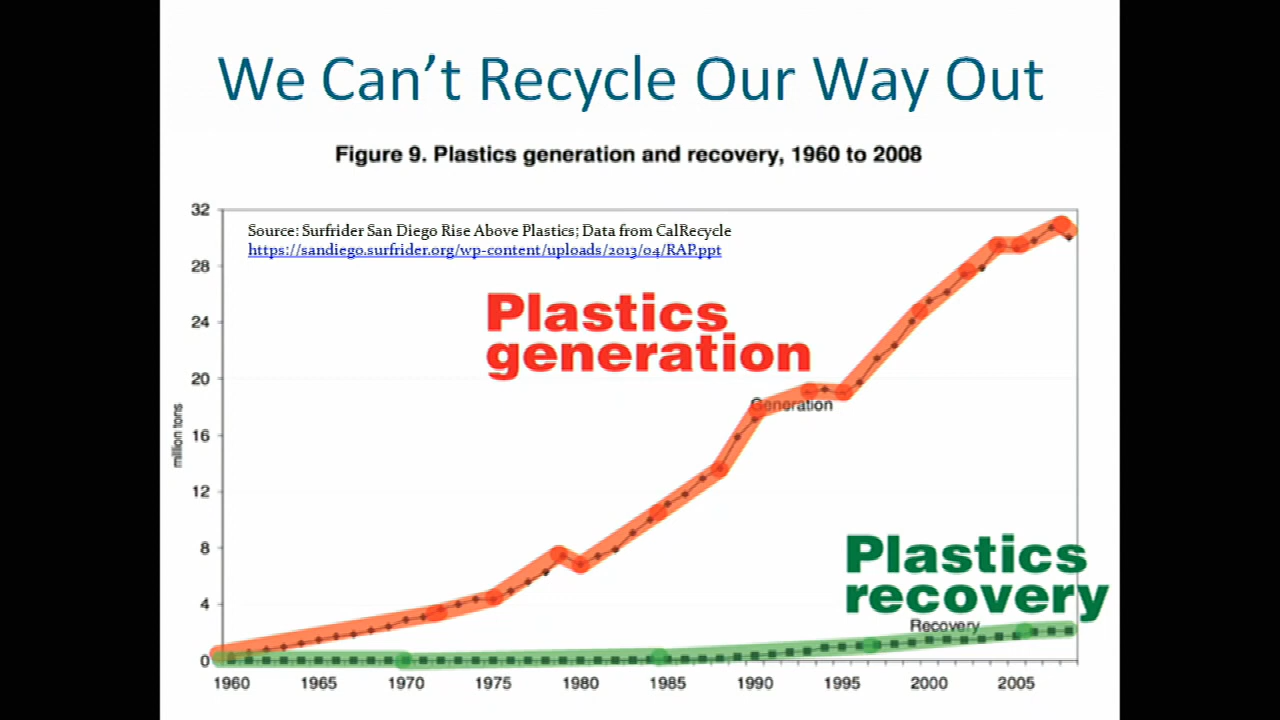 We Can't Recycle Our Way Out
Figure 9. Plastics generation and recovery, 1960 to 2008
32
Source: Surfrider San Diego Rise Above Plastics; Data from CalRecycle
https://sandiego.surfrider.org/wp-content/uploads/2013/04/RAP.ppt
28
Plastics
generation
24
20
Generation
million tons
16
12
8
Plastics
recovery
4
Recovery
0
1960 1965 1970 1975 1980 1985 1990 1995 2000 2005